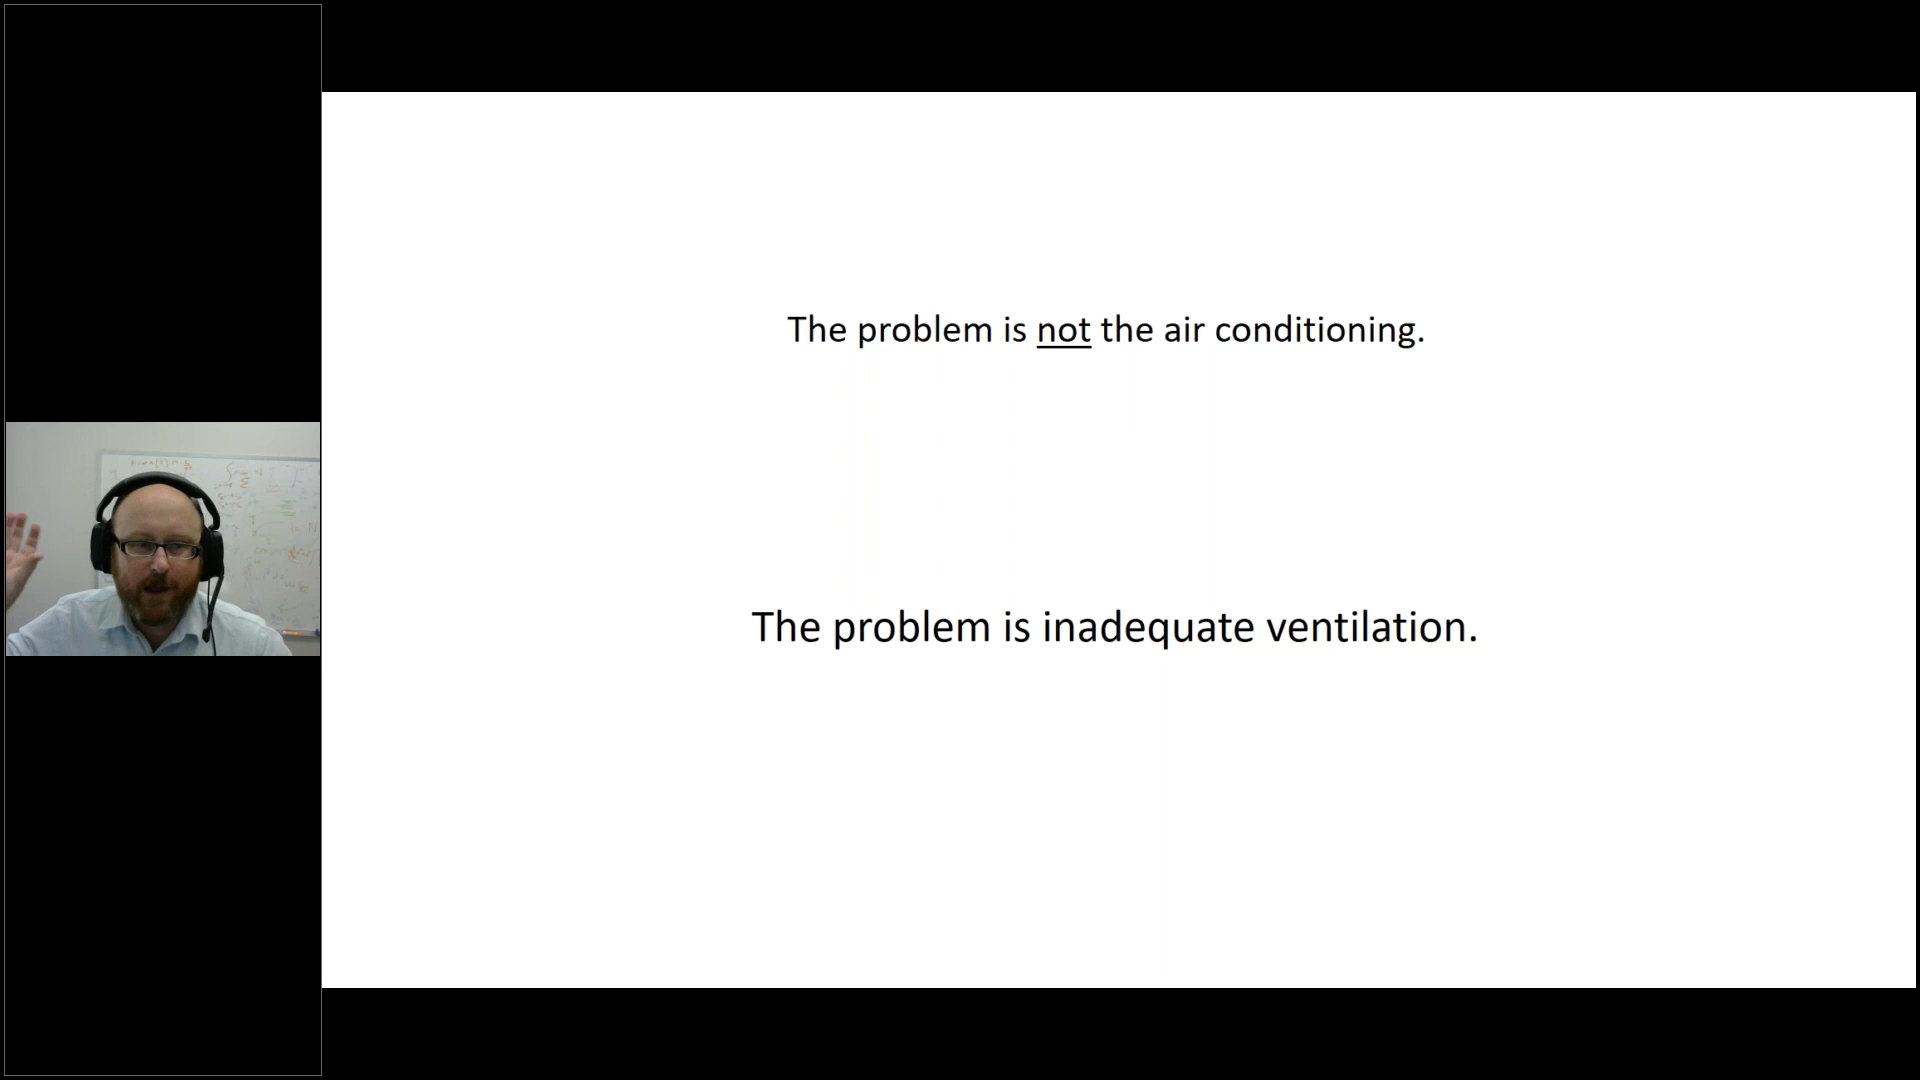 The problem is not the air conditioning.
The problem is inadequate ventilation.